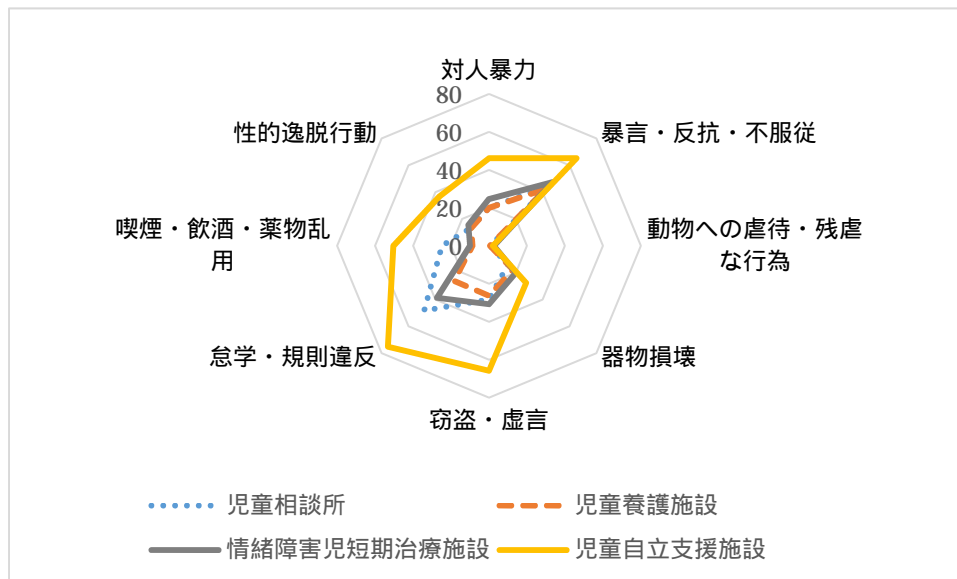 対人暴力
80
60
40
20
0
性的逸脱行動
暴言・反抗・不服従
喫煙・飲酒・薬物乱
用
動物への虐待・残虐
な行為
怠学・規則違反
器物損壊
窃盗・虚言
児童相談所
児童養護施設
情緒障害児短期治療施設
児童自立支援施設